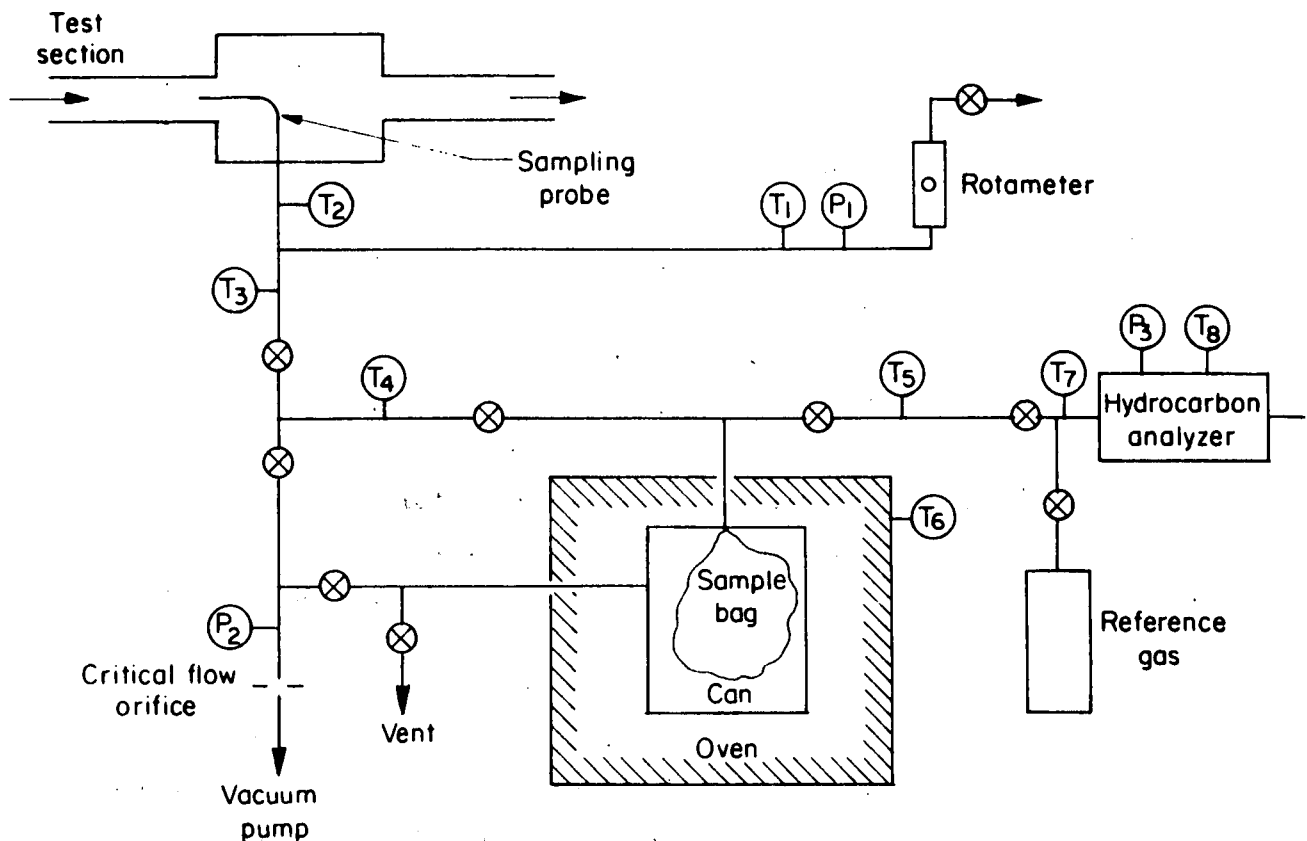 Test
section
Sampling
probe
T2
T1
P1
Rotameter
T3
T4
T5
T7
P3
T8
Hydrocarbon
analyzer
T6
Sample
bag
Can
Oven
P2
Critical flow
orifice
Vent
Vacuum
pump
Reference
gas